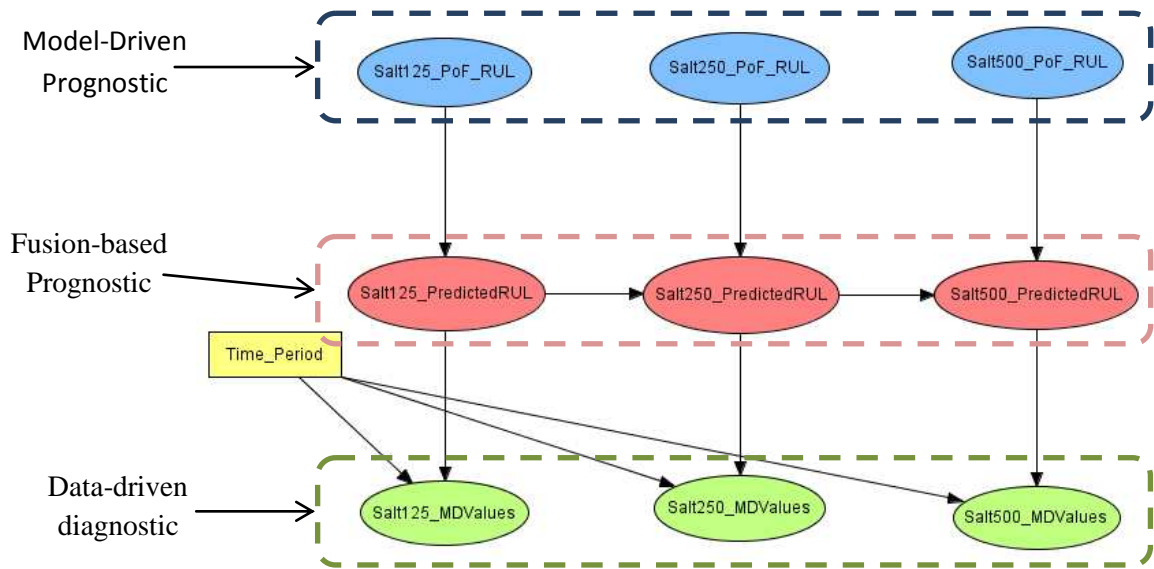 Model-Driven
Prognostic
Salt125_PoF_RUL
Salt250_PoF_RUL
Salt500_PoF_RUL
Fusion-based
Prognostic
Salt125_PredictedRUL
Salt250_PredictedRUL
Salt500_PredictedRUL
Time_Period
Data-driven
diagnostic
Salt125_MDValues
Salt250_MDValues
Salt500_MDValues